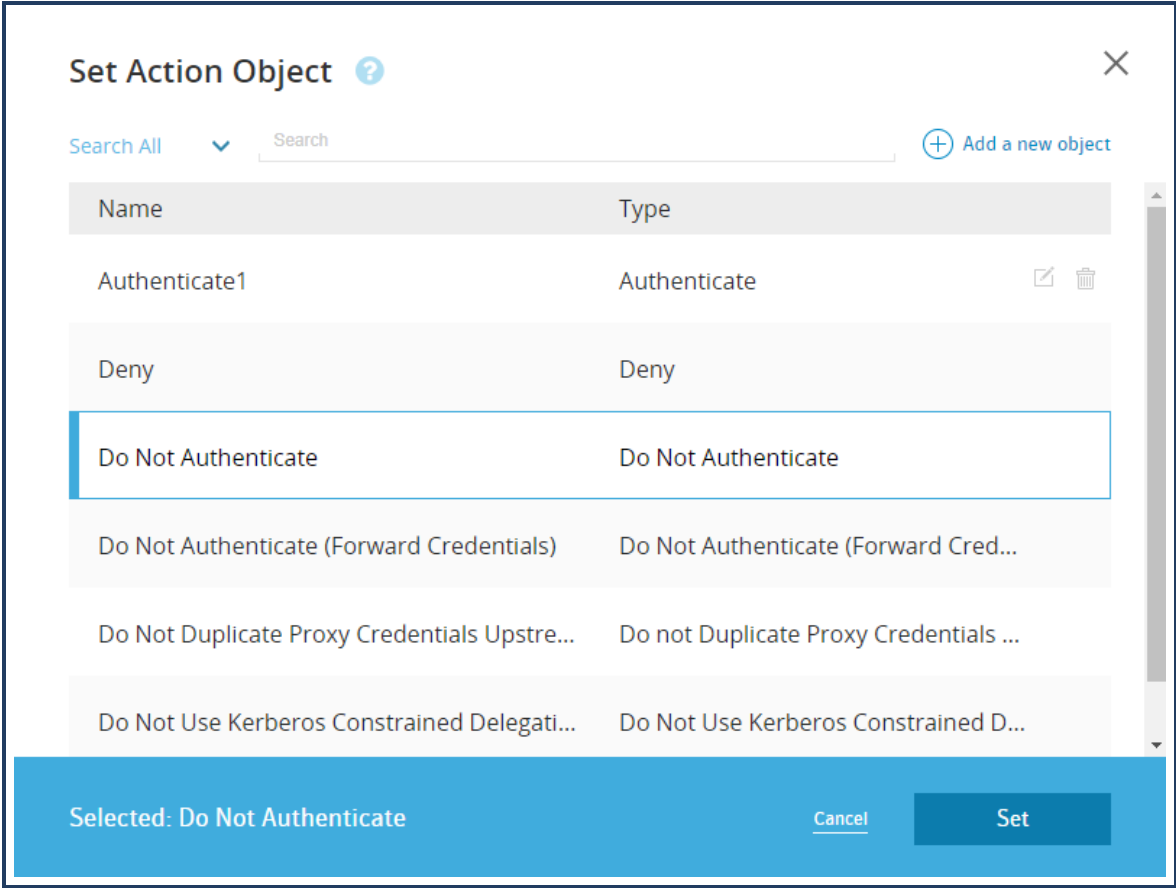 Set Action Object ?
Search All Search Add a new object
Name Type
Authenticate1 Authenticate
Deny Deny
Do Not Authenticate Do Not Authenticate
Do Not Authenticate (Forward Credentials) Do Not Authenticate (Forward Cred...
Do Not Duplicate Proxy Credentials Upstre... Do not Duplicate Proxy Credentials ...
Do Not Use Kerberos Constrained Delegati... Do Not Use Kerberos Constrained D...
Selected: Do Not Authenticate Cancel Set